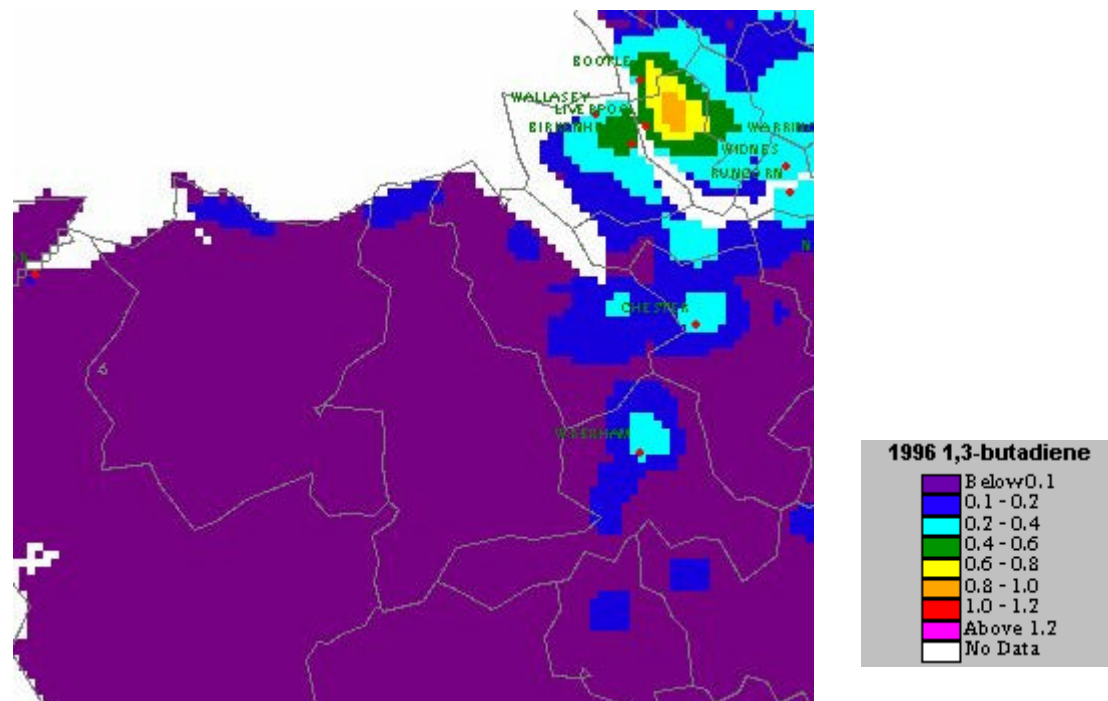 BOOTLE
WALLASEY
LIVERPOOL
BIRKENH
WARRIN
WIDNES
RUNCORN
N
CHESTER
WREXHAM
1996 1,3-butadiene
Below0.1
0.1 - 0.2
0.2 - 0.4
0.4 - 0.6
0.6 - 0.8
0.8 - 1.0
1.0 - 1.2
Above 1.2
No Data